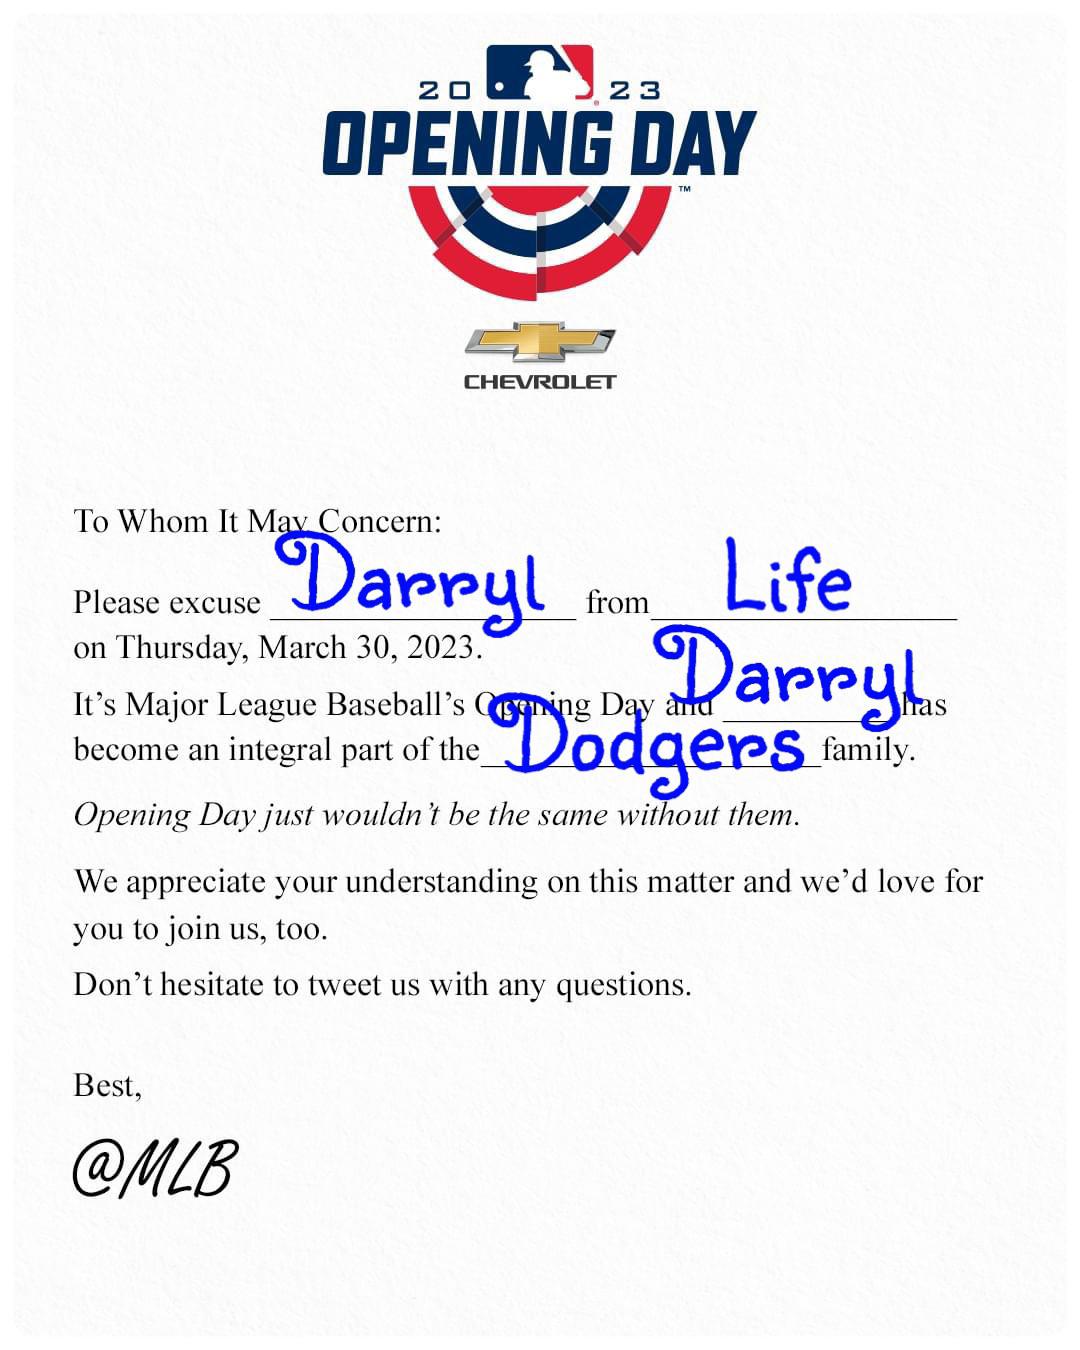 20 23
OPENING DAY
™
CHEVROLET
To Whom It May Concern:
Please excuse Darryl from Life
on Thursday, March 30, 2023.
It’s Major League Baseball’s Opening Day and Darryl has
become an integral part of the Dodgers family.
Opening Day just wouldn’t be the same without them.
We appreciate your understanding on this matter and we’d love for
you to join us, too.
Don’t hesitate to tweet us with any questions.
Best,
@MLB